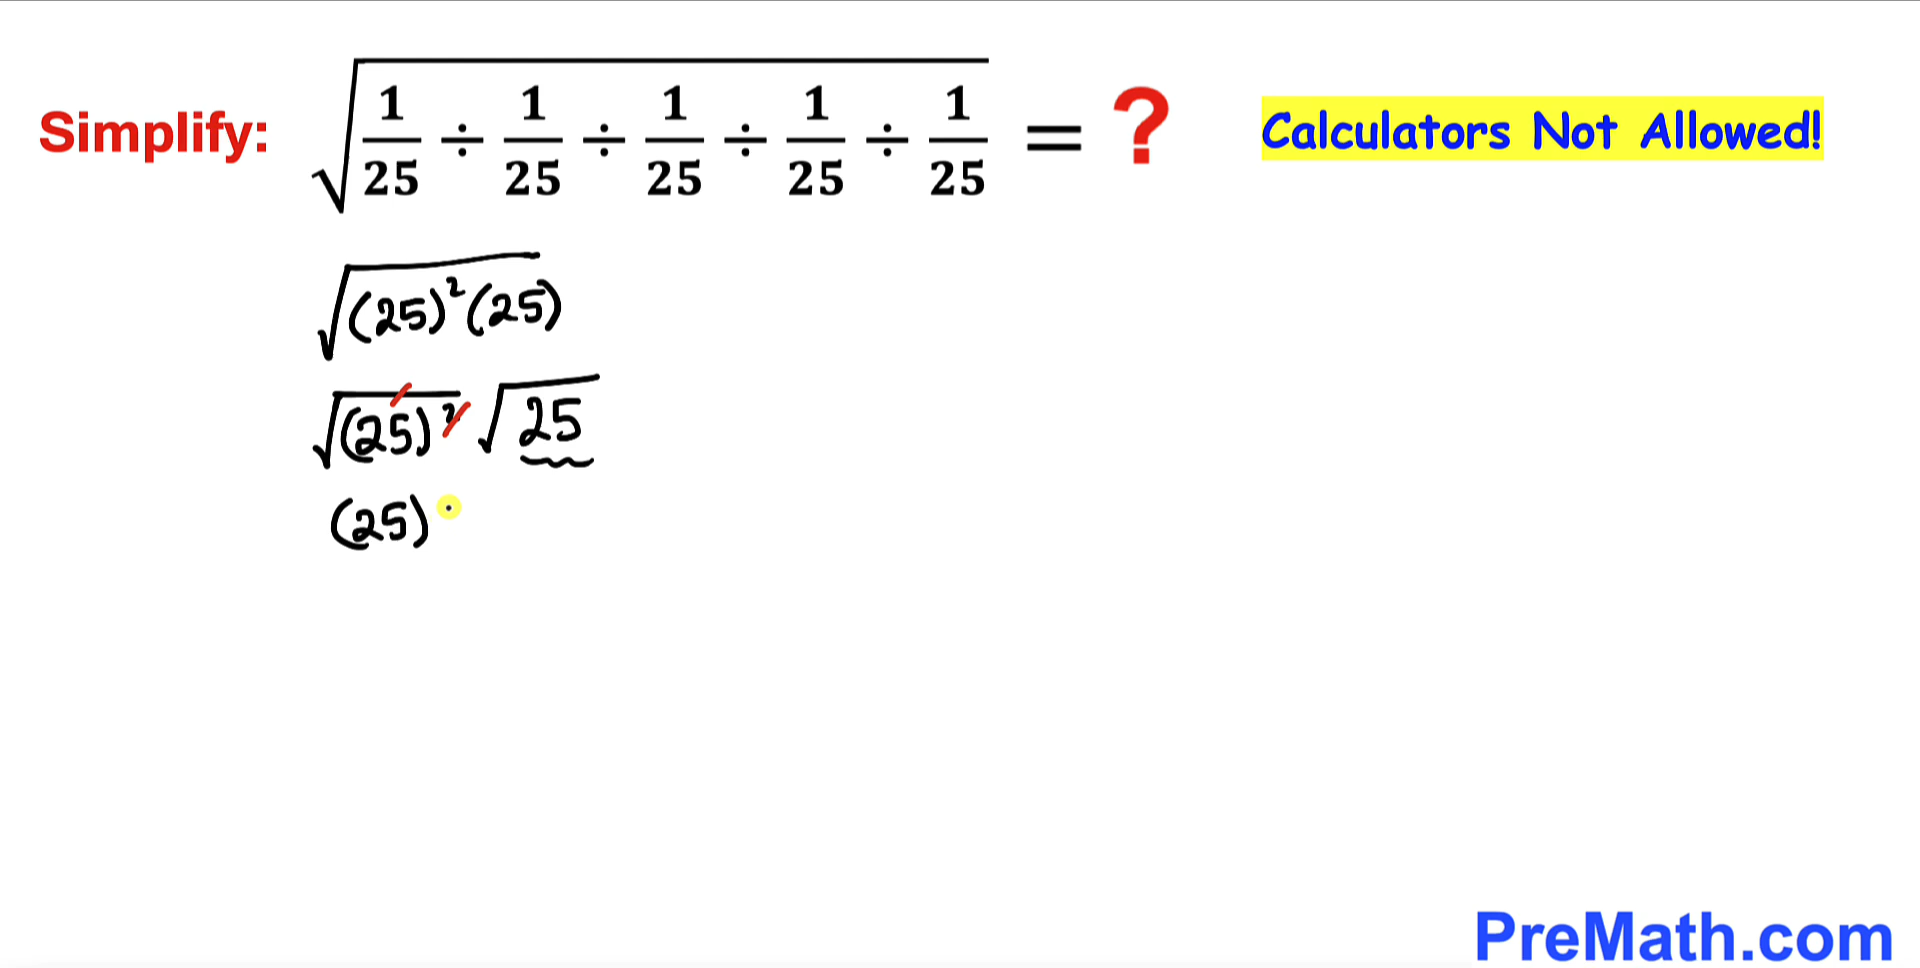 Simplify: √(1/25 ÷ 1/25 ÷ 1/25 ÷ 1/25 ÷ 1/25) = ? Calculators Not Allowed!
√(25)²(25)
√(25)² √25
(25) ·
PreMath.com